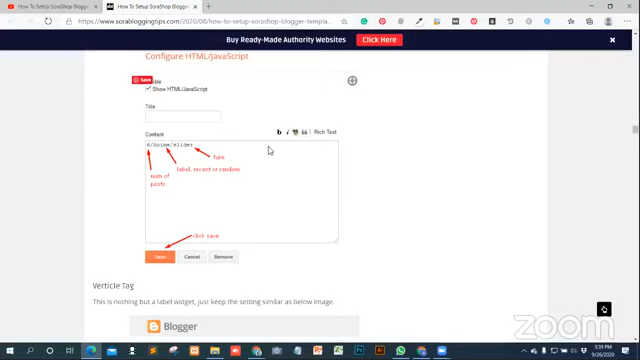 How To Setup SoraShop Blogger
How To Setup SoraShop Blogger
https://www.sorabloggingtips.com/2020/08/how-to-setup-sorashop-blogger-templa...
Buy Ready-Made Authority Websites
Click Here
Configure HTML/JavaScript
Save
Show HTML/JavaScript
Title
Content
b i Rich Text
6/Anime/slider
type
label, recent or random
num of
posts
click save
Save Cancel Remove
Verticle Tag
This is nothing but a label widget, just keep the setting similar as below image.
Blogger
zoom
5:39 PM
9/26/2020